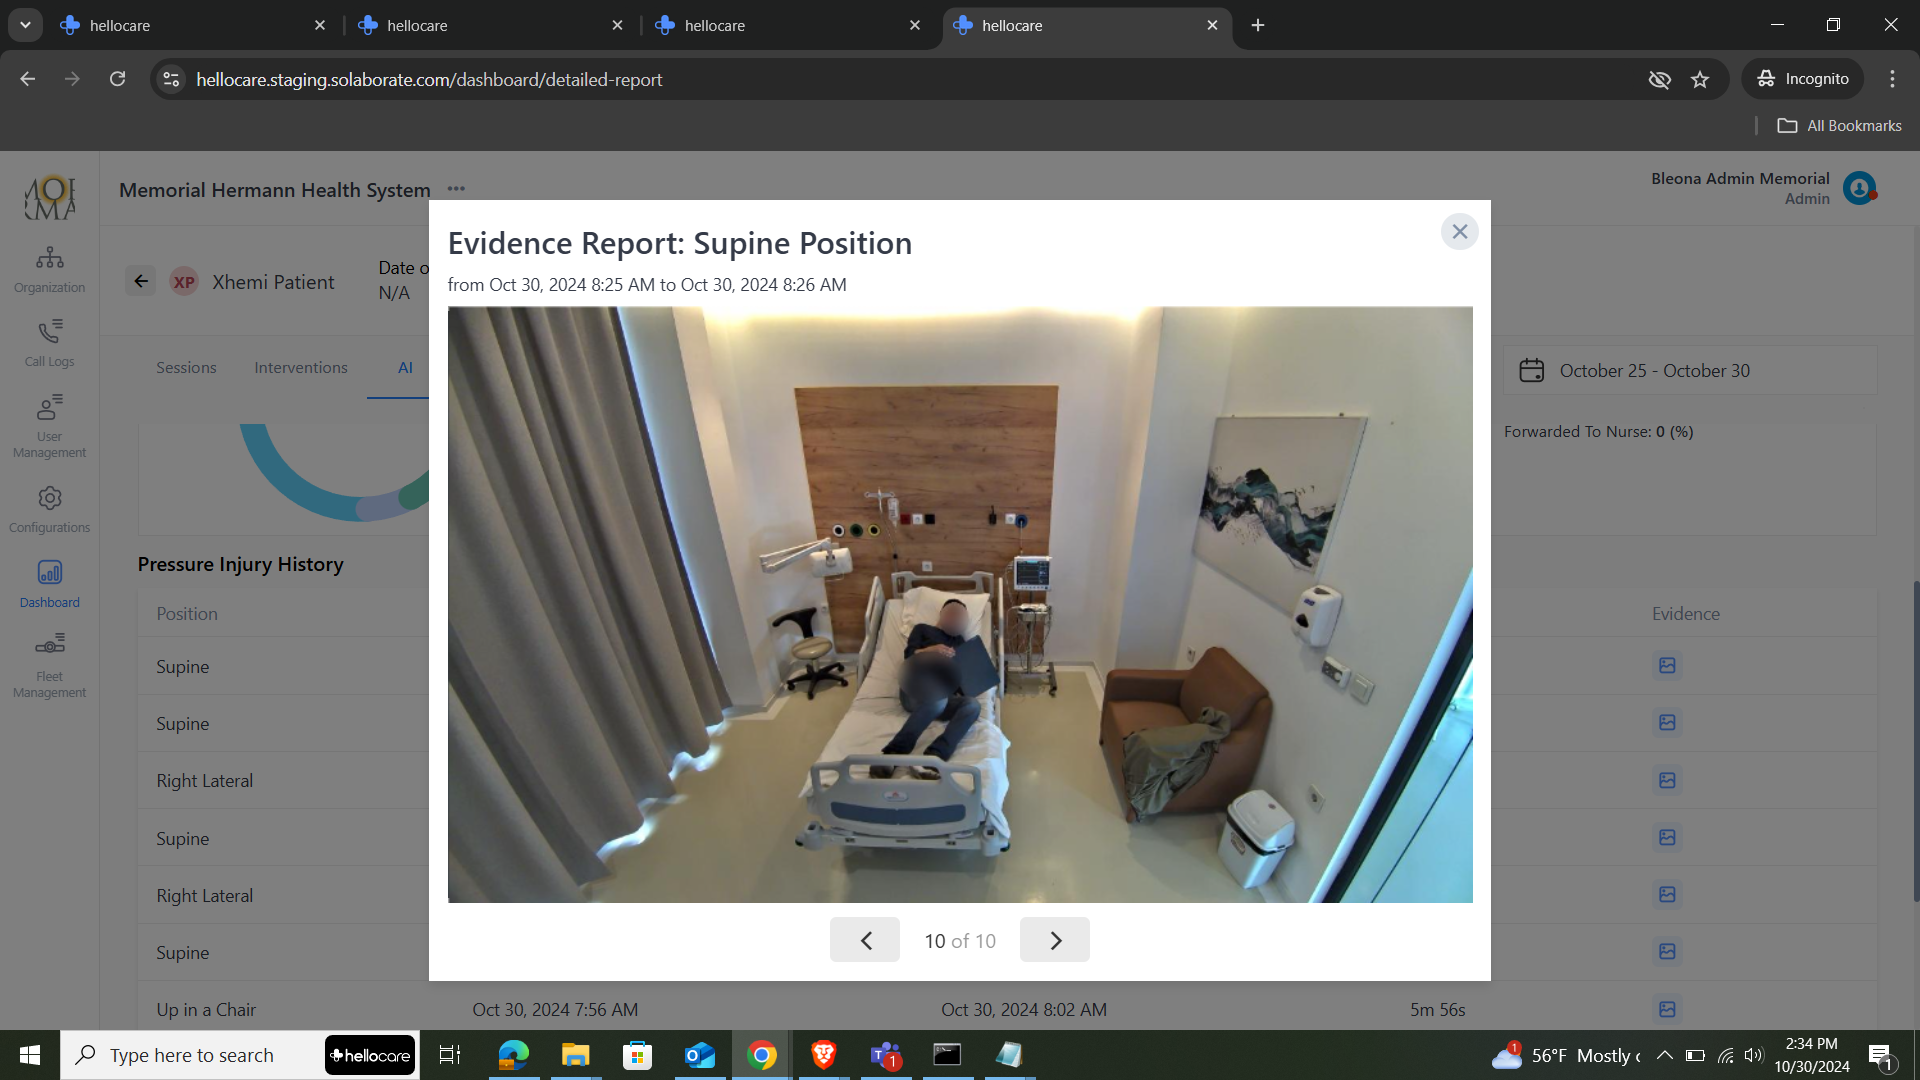 hellocare
hellocare
hellocare
hellocare
hellocare.staging.solaborate.com/dashboard/detailed-report
Incognito
All Bookmarks
Memorial Hermann Health System
Bleona Admin Memorial
Admin
Organization
Call Logs
User
Management
Configurations
Dashboard
Fleet
Management
XP
Xhemi Patient
Date o
N/A
Sessions
Interventions
AI
October 25 - October 30
Forwarded To Nurse: 0 (%)
Evidence Report: Supine Position
from Oct 30, 2024 8:25 AM to Oct 30, 2024 8:26 AM
10 of 10
Pressure Injury History
Position
Evidence
Supine
Supine
Right Lateral
Supine
Right Lateral
Supine
Up in a Chair Oct 30, 2024 7:56 AM Oct 30, 2024 8:02 AM 5m 56s
Type here to search
hellocare
1
1
56°F Mostly c
2:34 PM
10/30/2024
1